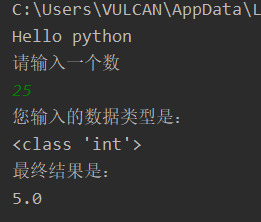 C:\Users\VULCAN\AppData\L
Hello python
请输入一个数
25
您输入的数据类型是：
<class 'int'>
最终结果是：
5.0